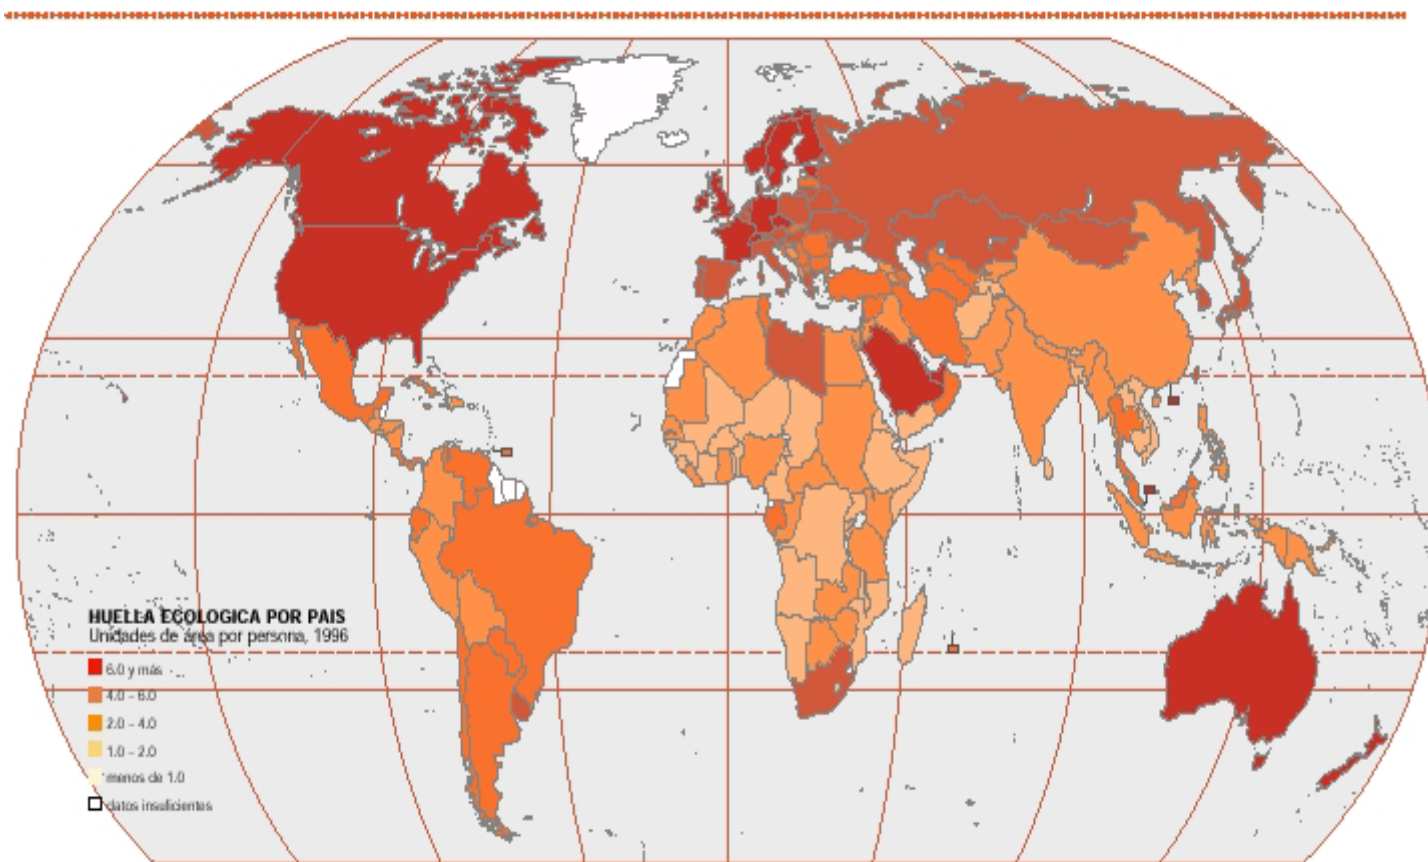 HUELLA ECOLOGICA POR PAIS
Unidades de área por persona, 1996
6.0 y más
4.0 – 6.0
2.0 – 4.0
1.0 – 2.0
menos de 1.0
datos insuficientes